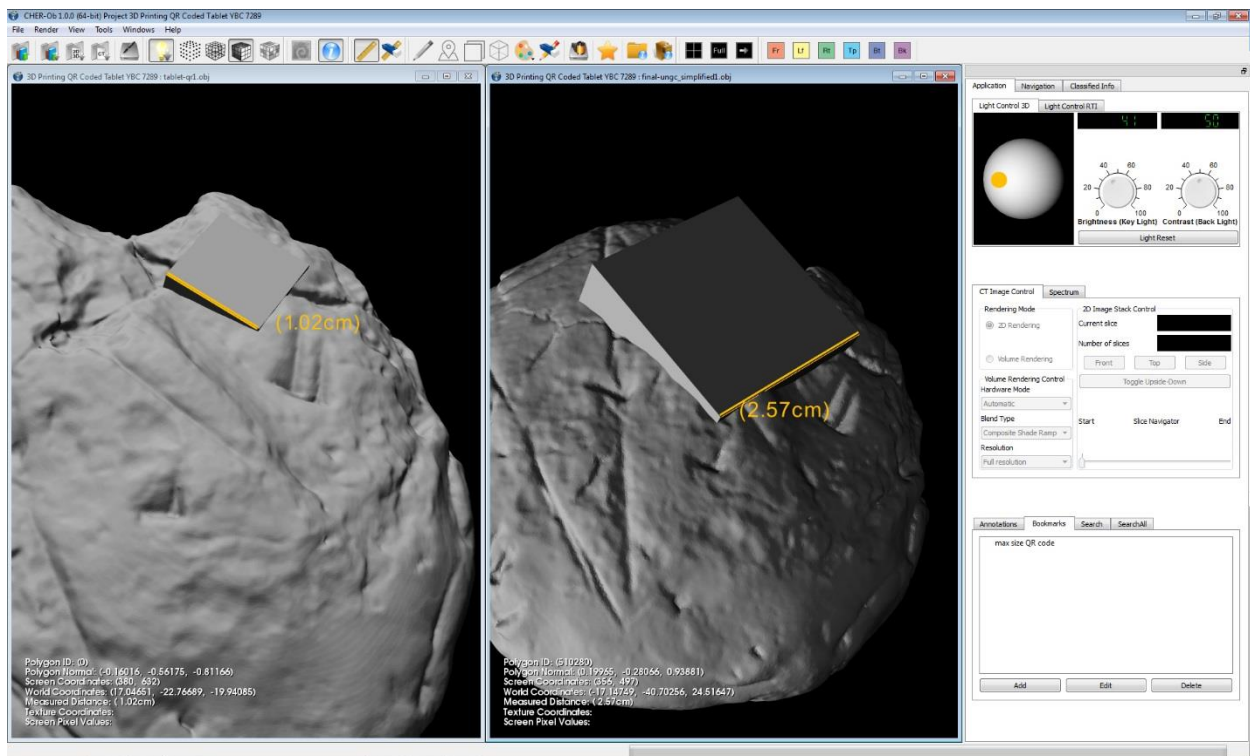 CHER-Ob 1.0.0 (64-bit) Project 3D Printing QR Coded Tablet YBC 7289
File Render View Tools Windows Help
Full Fr Lf Rt Tp Bt Bk
3D Printing QR Coded Tablet YBC 7289 : tablet-qr1.obj
(1.02cm)
Polygon ID: (0)
Polygon Normal: (-0.16016, -0.56175, -0.81166)
Screen Coordinates: (380, 632)
World Coordinates: (17.04651, -22.76689, -19.94085)
Measured Distance: ( 1.02cm)
Texture Coordinates:
Screen Pixel Values:
3D Printing QR Coded Tablet YBC 7289 : final-ungc_simplified1.obj
(2.57cm)
Polygon ID: (510280)
Polygon Normal: (0.19965, -0.28066, 0.93881)
Screen Coordinates: (356, 497)
World Coordinates: (-17.14749, -40.70256, 24.51647)
Measured Distance: ( 2.57cm)
Texture Coordinates:
Screen Pixel Values:
Application Navigation Classified Info
Light Control 3D Light Control RTI
41 50
40 60 40 60
20 80 20 80
0 100 0 100
Brightness (Key Light) Contrast (Back Light)
Light Reset
CT Image Control Spectrum
Rendering Mode
2D Rendering
Volume Rendering
Volume Rendering Control
Hardware Mode
Automatic
Blend Type
Composite Shade Ramp
Resolution
Full resolution
2D Image Stack Control
Current slice
Number of slices
Front Top Side
Toggle Upside-Down
Start Slice Navigator End
Annotations Bookmarks Search SearchAll
max size QR code
Add Edit Delete